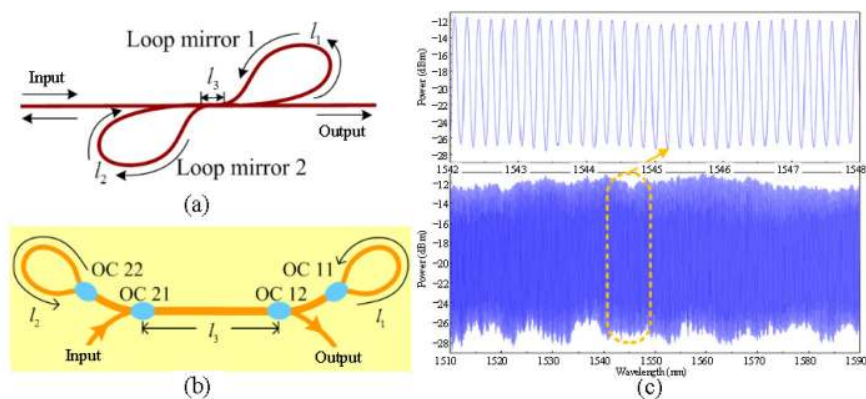 Loop mirror 1
l1
l3
Input
Output
l2
Loop mirror 2
(a)
OC 22
OC 11
OC 21
OC 12
l2
l3
l1
Input
Output
(b)
Power (dBm)
-12
-14
-16
-18
-20
-22
-24
-26
-28
1542 1543 1544 1545 1546 1547 1548
Power (dBm)
-12
-14
-16
-18
-20
-22
-24
-26
-28
1510 1520 1530 1540 1550 1560 1570 1580 1590
Wavelength (nm)
(c)